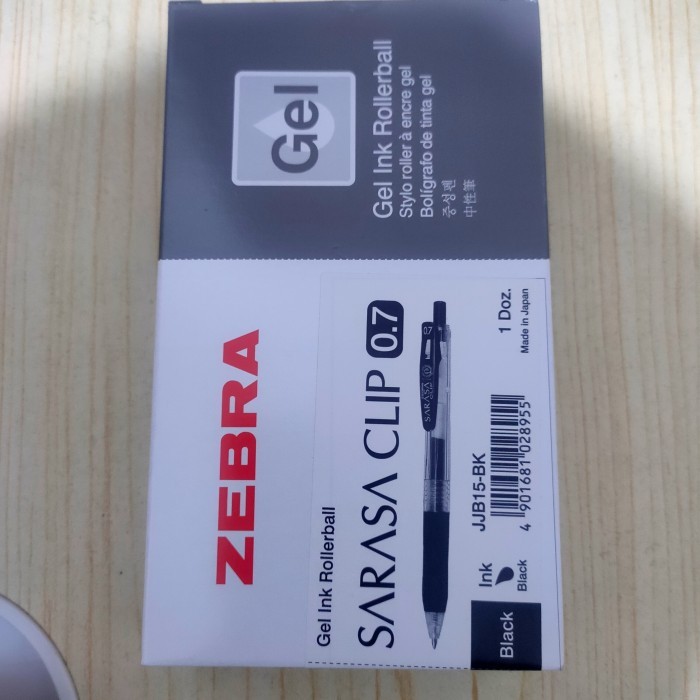 Gel
Gel Ink Rollerball
Stylo roller à encre gel
Bolígrafo de tinta gel
중성펜
中性筆
ZEBRA
Gel Ink Rollerball
SARASA CLIP 0.7
0.7
SARASA
CLIP
JJB15-BK
1 Doz.
Made in Japan
4 901681 028955
Black
Ink
Black